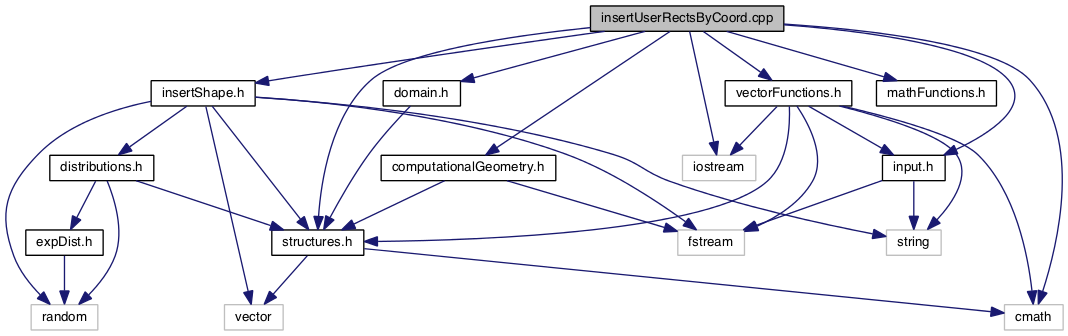 insertUserRectsByCoord.cpp
insertShape.h
domain.h
vectorFunctions.h
mathFunctions.h
distributions.h
computationalGeometry.h
iostream
input.h
expDist.h
structures.h
fstream
string
random
vector
cmath